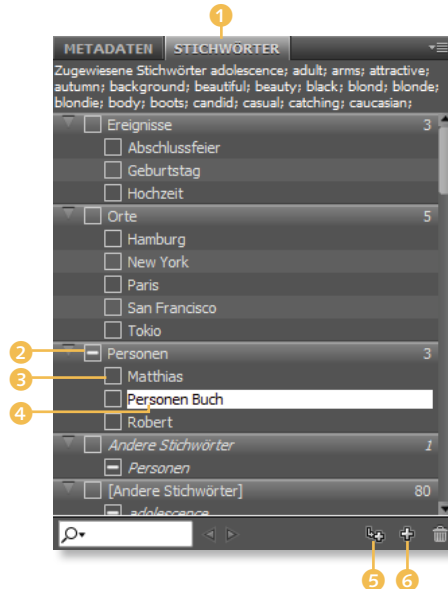 1
METADATEN STICHWÖRTER
Zugewiesene Stichwörter adolescence; adult; arms; attractive;
autumn; background; beautiful; beauty; black; blond; blonde;
blondie; body; boots; candid; casual; catching; caucasian;
Ereignisse 3
Abschlussfeier
Geburtstag
Hochzeit
Orte 5
Hamburg
New York
Paris
San Francisco
Tokio
2 Personen 3
3 Matthias
4 Personen Buch
Robert
Andere Stichwörter 1
Personen
[Andere Stichwörter] 80
adolescence
5 6